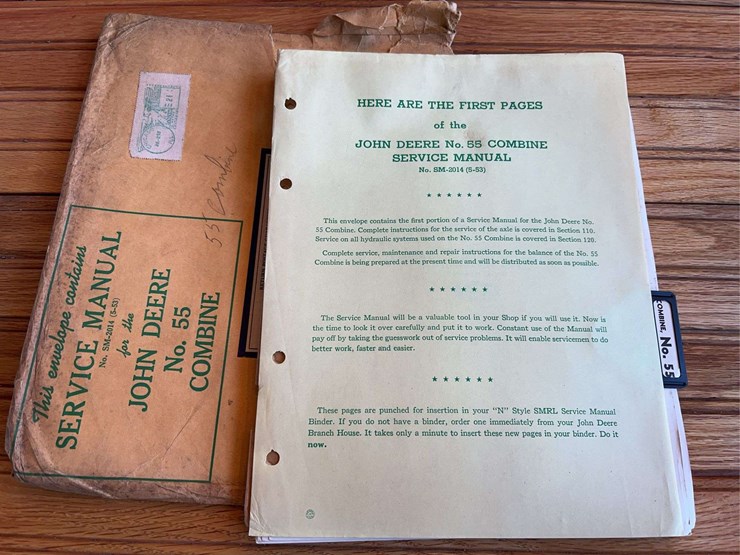 This envelope contains
SERVICE MANUAL
No. SM-2014 (5-53)
for the
JOHN DEERE
No. 55
COMBINE
55 Combine
HERE ARE THE FIRST PAGES
of the
JOHN DEERE No. 55 COMBINE
SERVICE MANUAL
No. SM-2014 (5-53)
* * * * * *
This envelope contains the first portion of a Service Manual for the John Deere No.
55 Combine. Complete instructions for the service of the axle is covered in Section 110.
Service on all hydraulic systems used on the No. 55 Combine is covered in Section 120.
Complete service, maintenance and repair instructions for the balance of the No. 55
Combine is being prepared at the present time and will be distributed as soon as possible.
* * * * * *
The Service Manual will be a valuable tool in your Shop if you will use it. Now is
the time to look it over carefully and put it to work. Constant use of the Manual will
pay off by taking the guesswork out of service problems. It will enable servicemen to do
better work, faster and easier.
* * * * * *
These pages are punched for insertion in your "N" Style SMRL Service Manual
Binder. If you do not have a binder, order one immediately from your John Deere
Branch House. It takes only a minute to insert these new pages in your binder. Do it
now.
COMBINE, No. 55